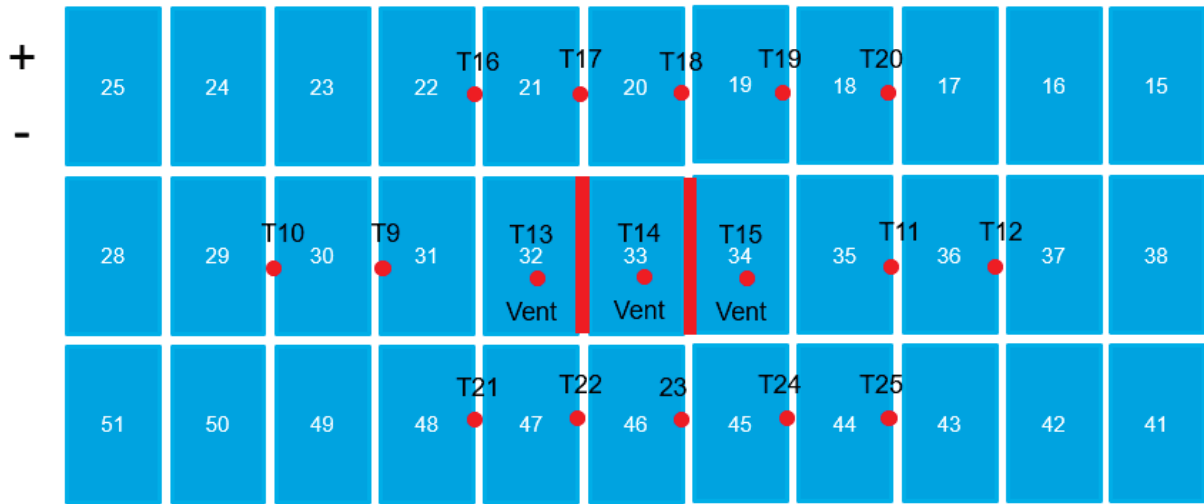 +
T16 T17 T18 T19 T20
25 24 23 22 21 20 19 18 17 16 15
-
T10 T9 T13 T14 T15 T11 T12
28 29 30 31 32 33 34 35 36 37 38
Vent Vent Vent
T21 T22 23 T24 T25
51 50 49 48 47 46 45 44 43 42 41